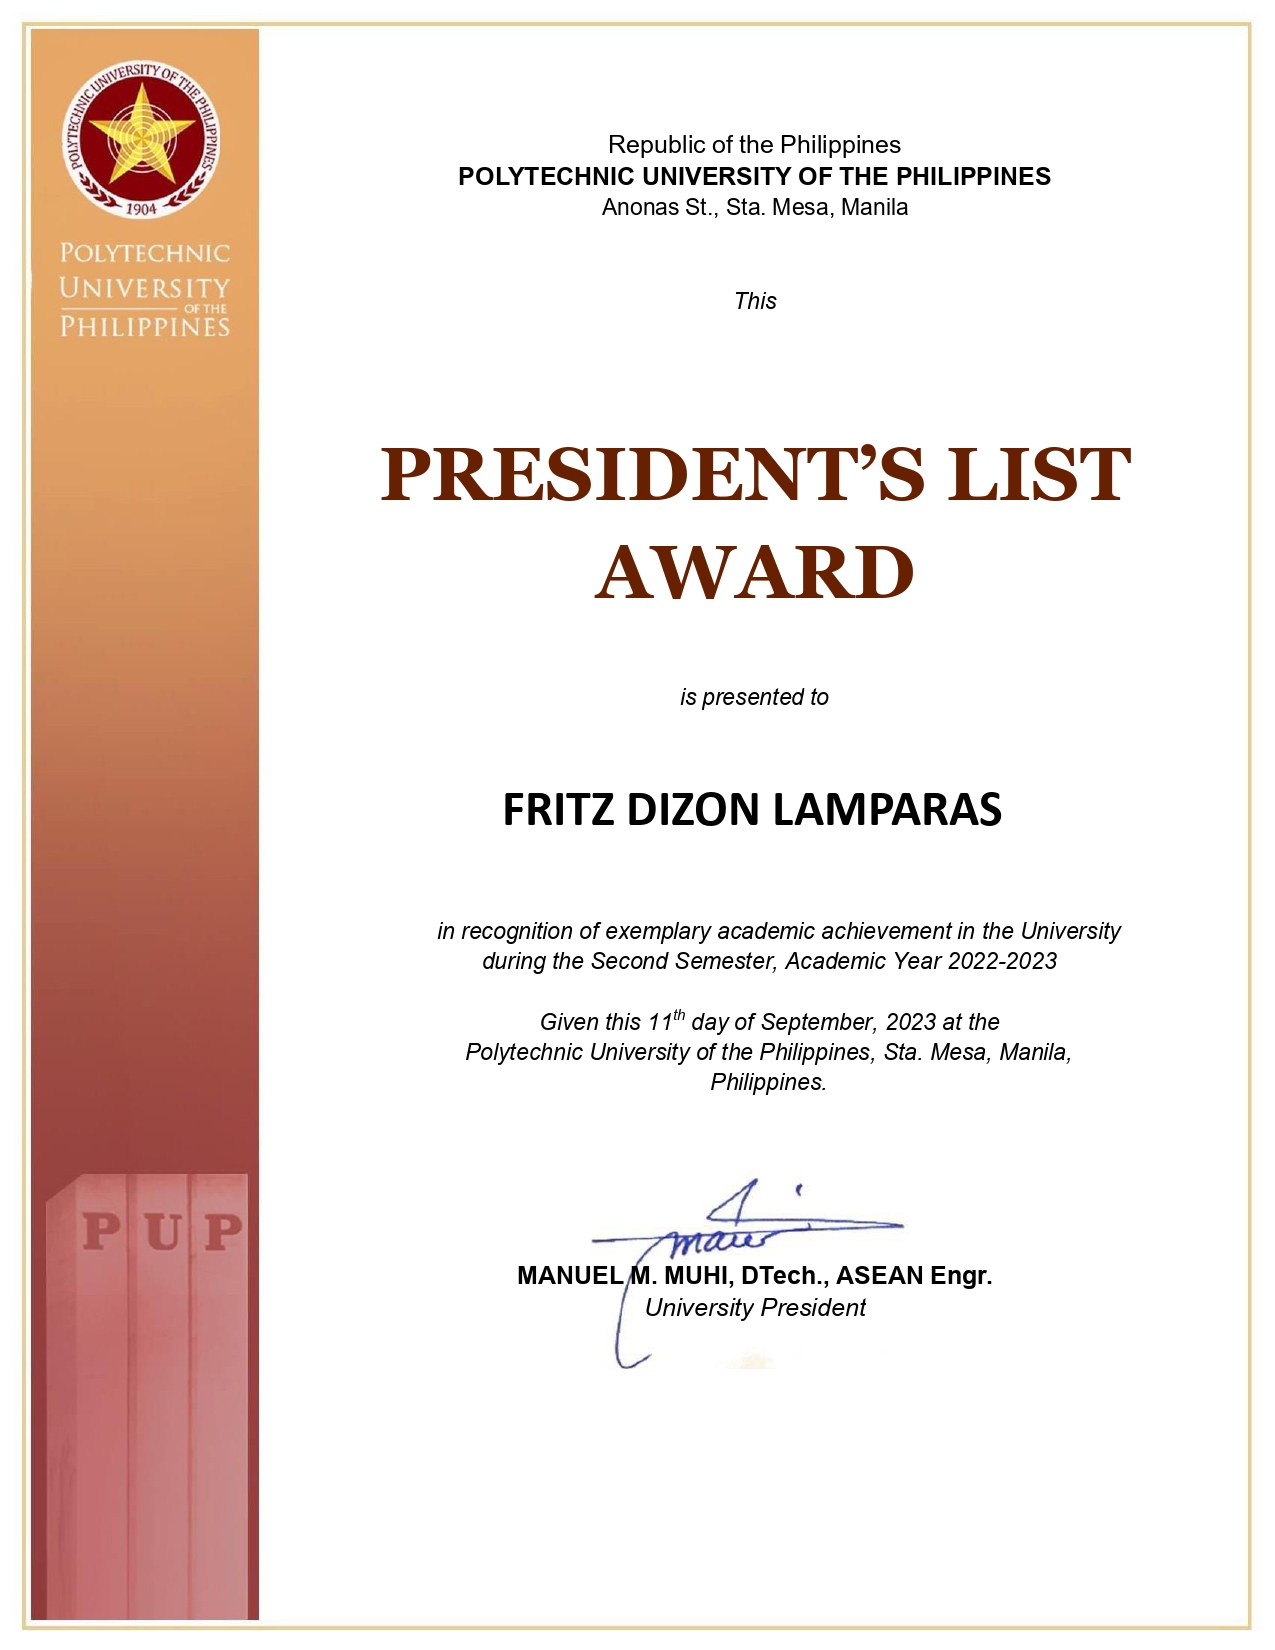 POLYTECHNIC UNIVERSITY OF THE PHILIPPINES
1904
POLYTECHNIC
UNIVERSITY
OF THE
PHILIPPINES
Republic of the Philippines
POLYTECHNIC UNIVERSITY OF THE PHILIPPINES
Anonas St., Sta. Mesa, Manila
This
PRESIDENT’S LIST
AWARD
is presented to
FRITZ DIZON LAMPARAS
in recognition of exemplary academic achievement in the University
during the Second Semester, Academic Year 2022-2023
Given this 11th day of September, 2023 at the
Polytechnic University of the Philippines, Sta. Mesa, Manila,
Philippines.
MANUEL M. MUHI, DTech., ASEAN Engr.
University President
PUP